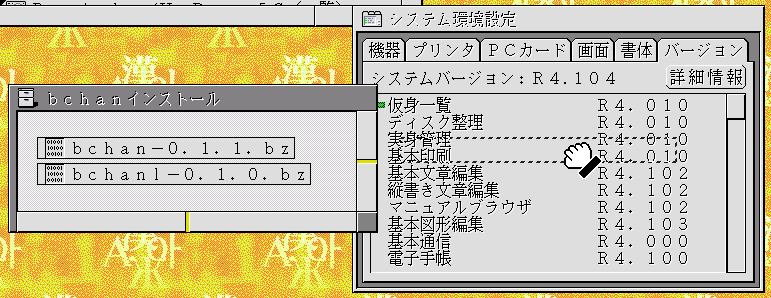 システム環境設定
機器 プリンタ PCカード 画面 書体 バージョン
システムバージョン：R4.104 詳細情報
仮身一覧 R4.010
ディスク整理 R4.010
実身管理 R4.010
基本印刷 R4.010
基本文章編集 R4.102
縦書き文章編集 R4.102
マニュアルブラウザ R4.102
基本図形編集 R4.103
基本通信 R4.000
電子手帳 R4.100
bchanインストール
bchan-0.1.1.bz
bchanl-0.1.0.bz